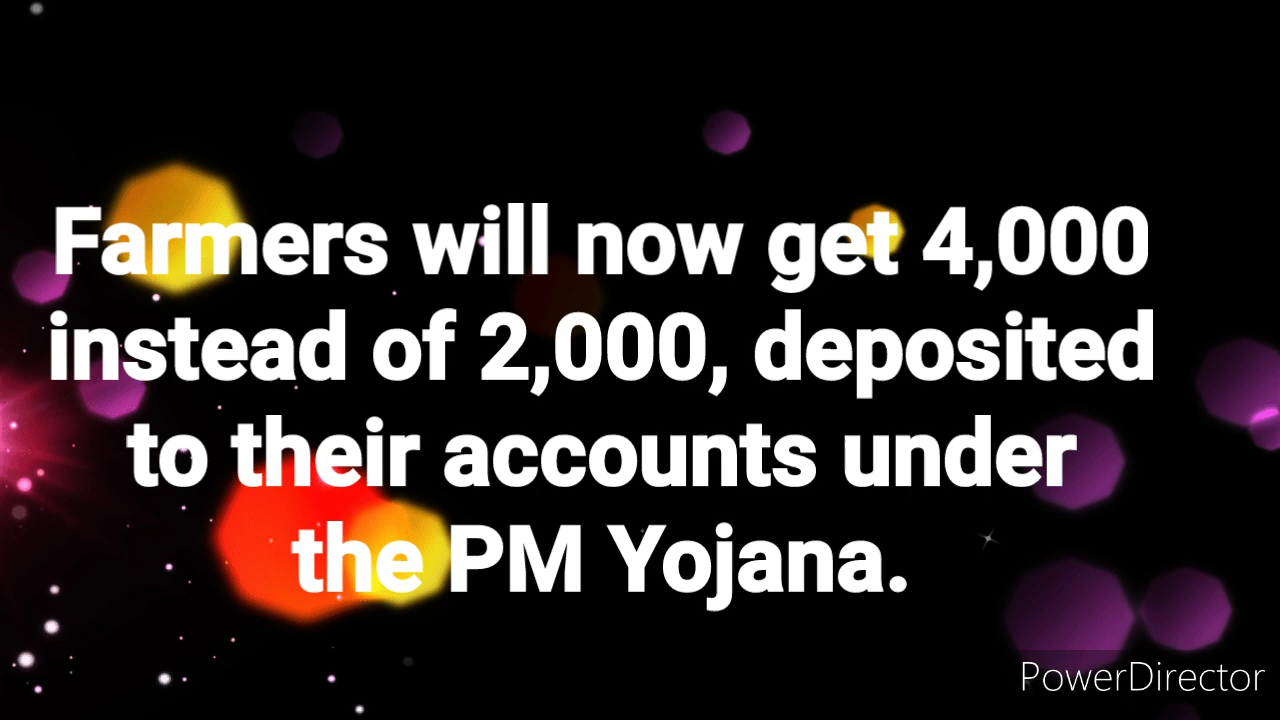 Farmers will now get 4,000
instead of 2,000, deposited
to their accounts under
the PM Yojana.
PowerDirector